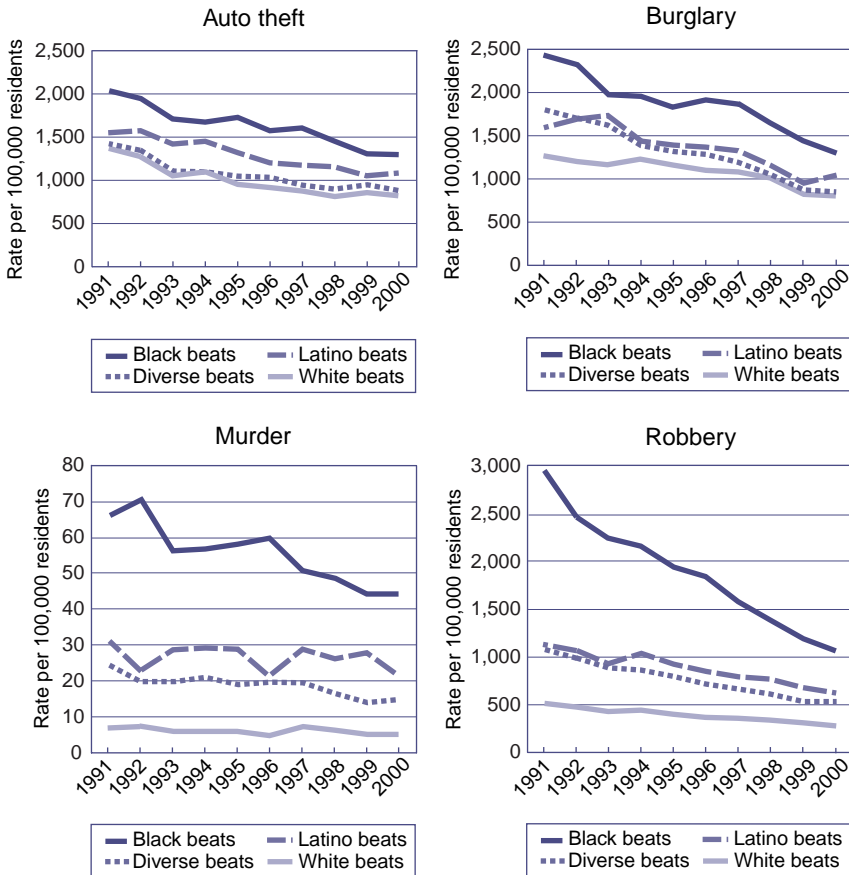 Auto theft
Rate per 100,000 residents
2,500
2,000
1,500
1,000
500
0
1991 1992 1993 1994 1995 1996 1997 1998 1999 2000
Black beats Latino beats
Diverse beats White beats
Burglary
Rate per 100,000 residents
2,500
2,000
1,500
1,000
500
0
1991 1992 1993 1994 1995 1996 1997 1998 1999 2000
Black beats Latino beats
Diverse beats White beats
Murder
Rate per 100,000 residents
80
70
60
50
40
30
20
10
0
1991 1992 1993 1994 1995 1996 1997 1998 1999 2000
Black beats Latino beats
Diverse beats White beats
Robbery
Rate per 100,000 residents
3,000
2,500
2,000
1,500
1,000
500
0
1991 1992 1993 1994 1995 1996 1997 1998 1999 2000
Black beats Latino beats
Diverse beats White beats